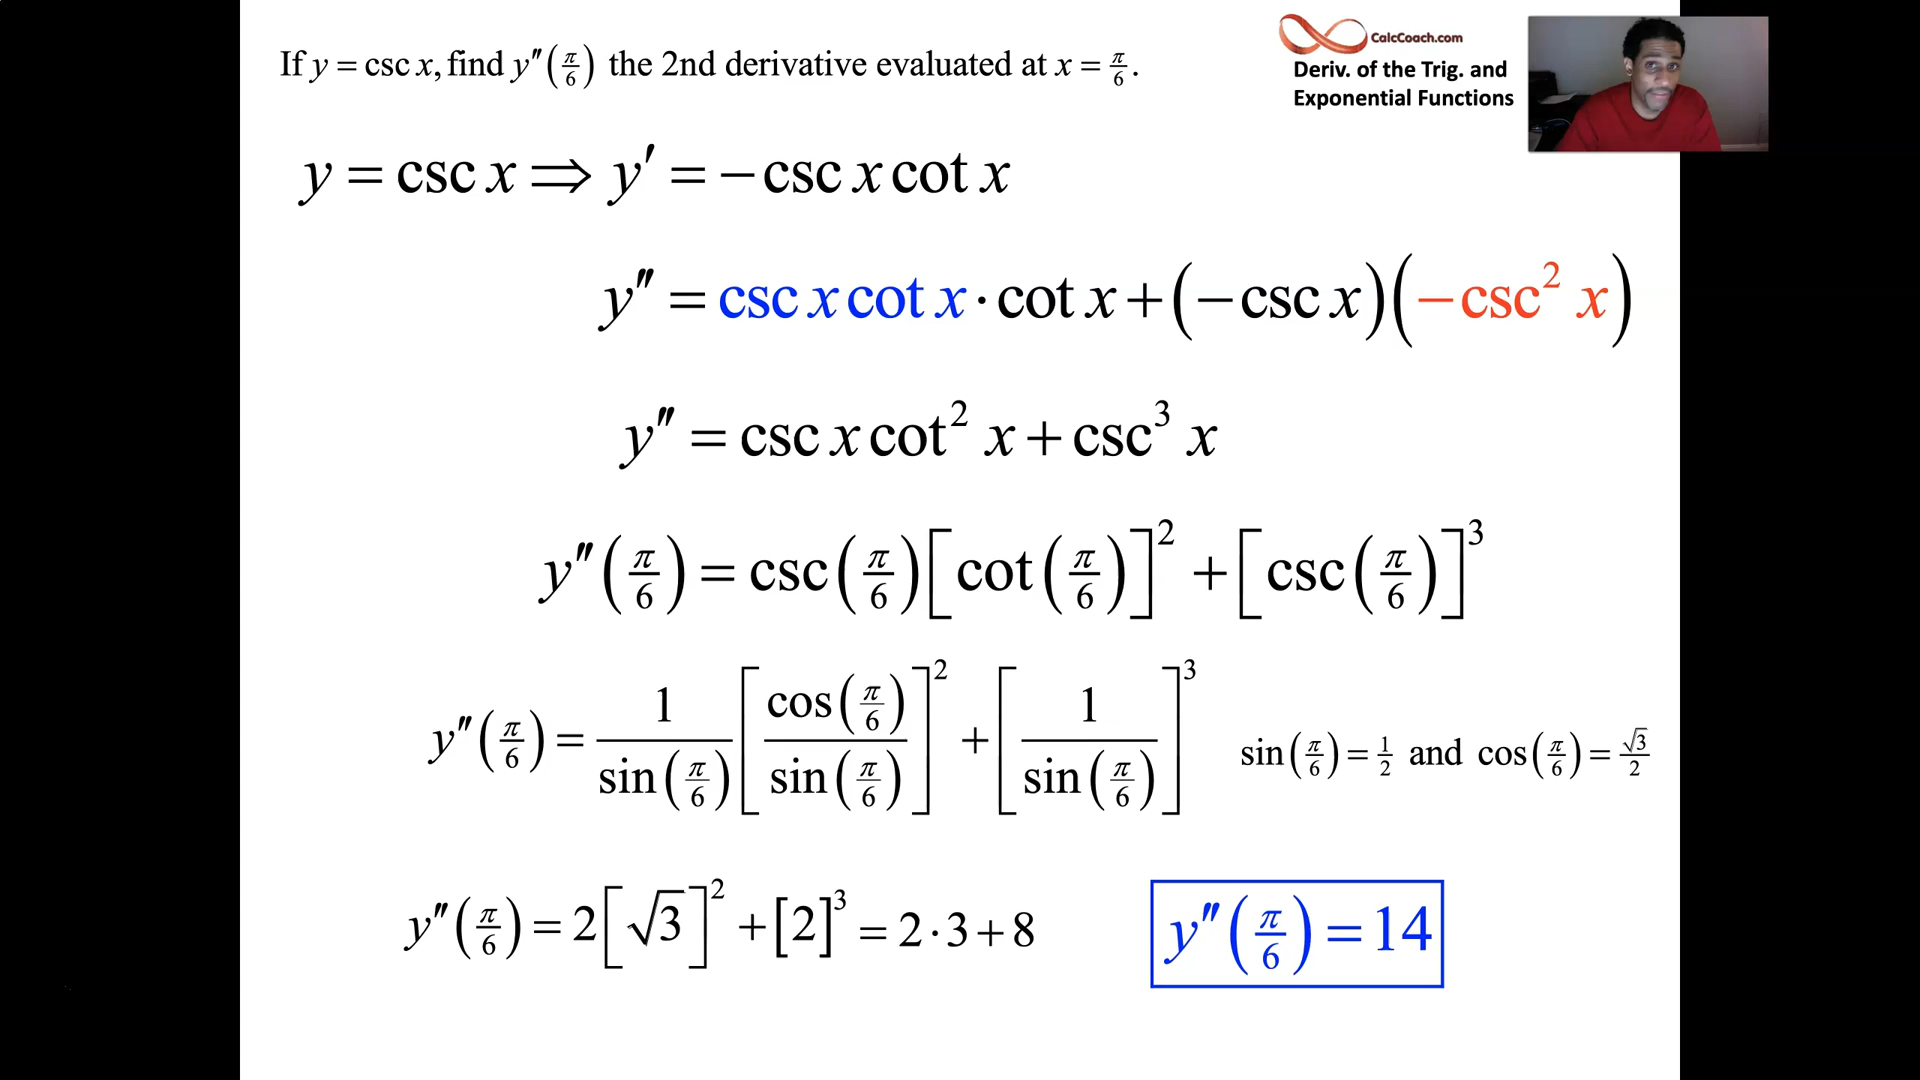 If y = csc x, find y″(π/6) the 2nd derivative evaluated at x = π/6.
CalcCoach.com
Deriv. of the Trig. and
Exponential Functions
y = csc x ⟹ y′ = −csc x cot x
y″ = csc x cot x · cot x + (−csc x)(−csc² x)
y″ = csc x cot² x + csc³ x
y″(π/6) = csc(π/6)[cot(π/6)]² + [csc(π/6)]³
y″(π/6) = 1/sin(π/6) [cos(π/6)/sin(π/6)]² + [1/sin(π/6)]³ sin(π/6) = 1/2 and cos(π/6) = √3/2
y″(π/6) = 2[√3]² + [2]³ = 2·3 + 8 y″(π/6) = 14